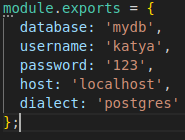 module.exports = {
database: 'mydb',
username: 'katya',
password: '123',
host: 'localhost',
dialect: 'postgres'
};